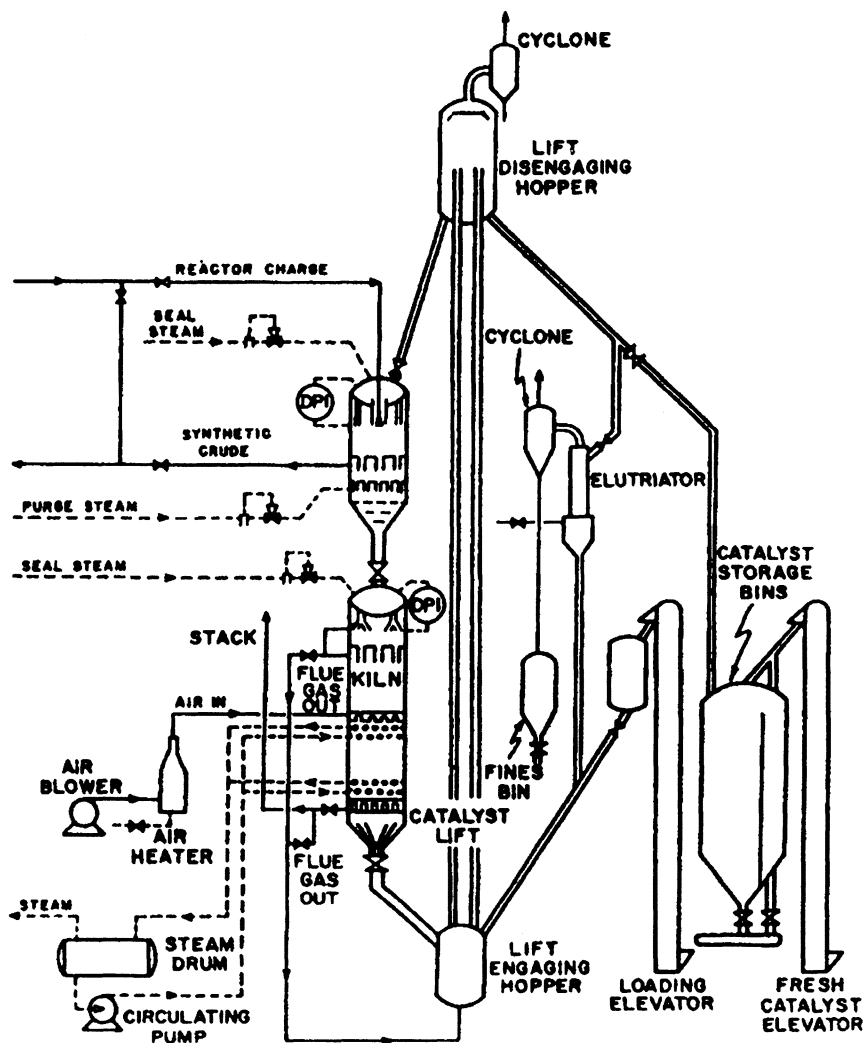 CYCLONE
LIFT
DISENGAGING
HOPPER
REACTOR CHARGE
SEAL
STEAM
CYCLONE
DPI
SYNTHETIC
CRUDE
ELUTRIATOR
PURGE STEAM
CATALYST
STORAGE
BINS
SEAL STEAM
DPI
STACK
KILN
FLUE
GAS
OUT
AIR IN
AIR
BLOWER
FINES
BIN
CATALYST
LIFT
AIR
HEATER
FLUE
GAS
OUT
STEAM
STEAM
DRUM
LIFT
ENGAGING
HOPPER
LOADING
ELEVATOR
FRESH
CATALYST
ELEVATOR
CIRCULATING
PUMP